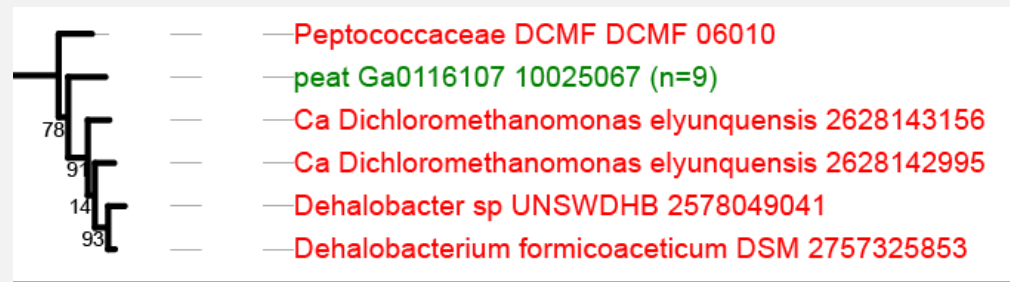 Peptococcaceae DCMF DCMF 06010
peat Ga0116107 10025067 (n=9)
78
Ca Dichloromethanomonas elyunquensis 2628143156
91
Ca Dichloromethanomonas elyunquensis 2628142995
14
Dehalobacter sp UNSWDHB 2578049041
93
Dehalobacterium formicoaceticum DSM 2757325853